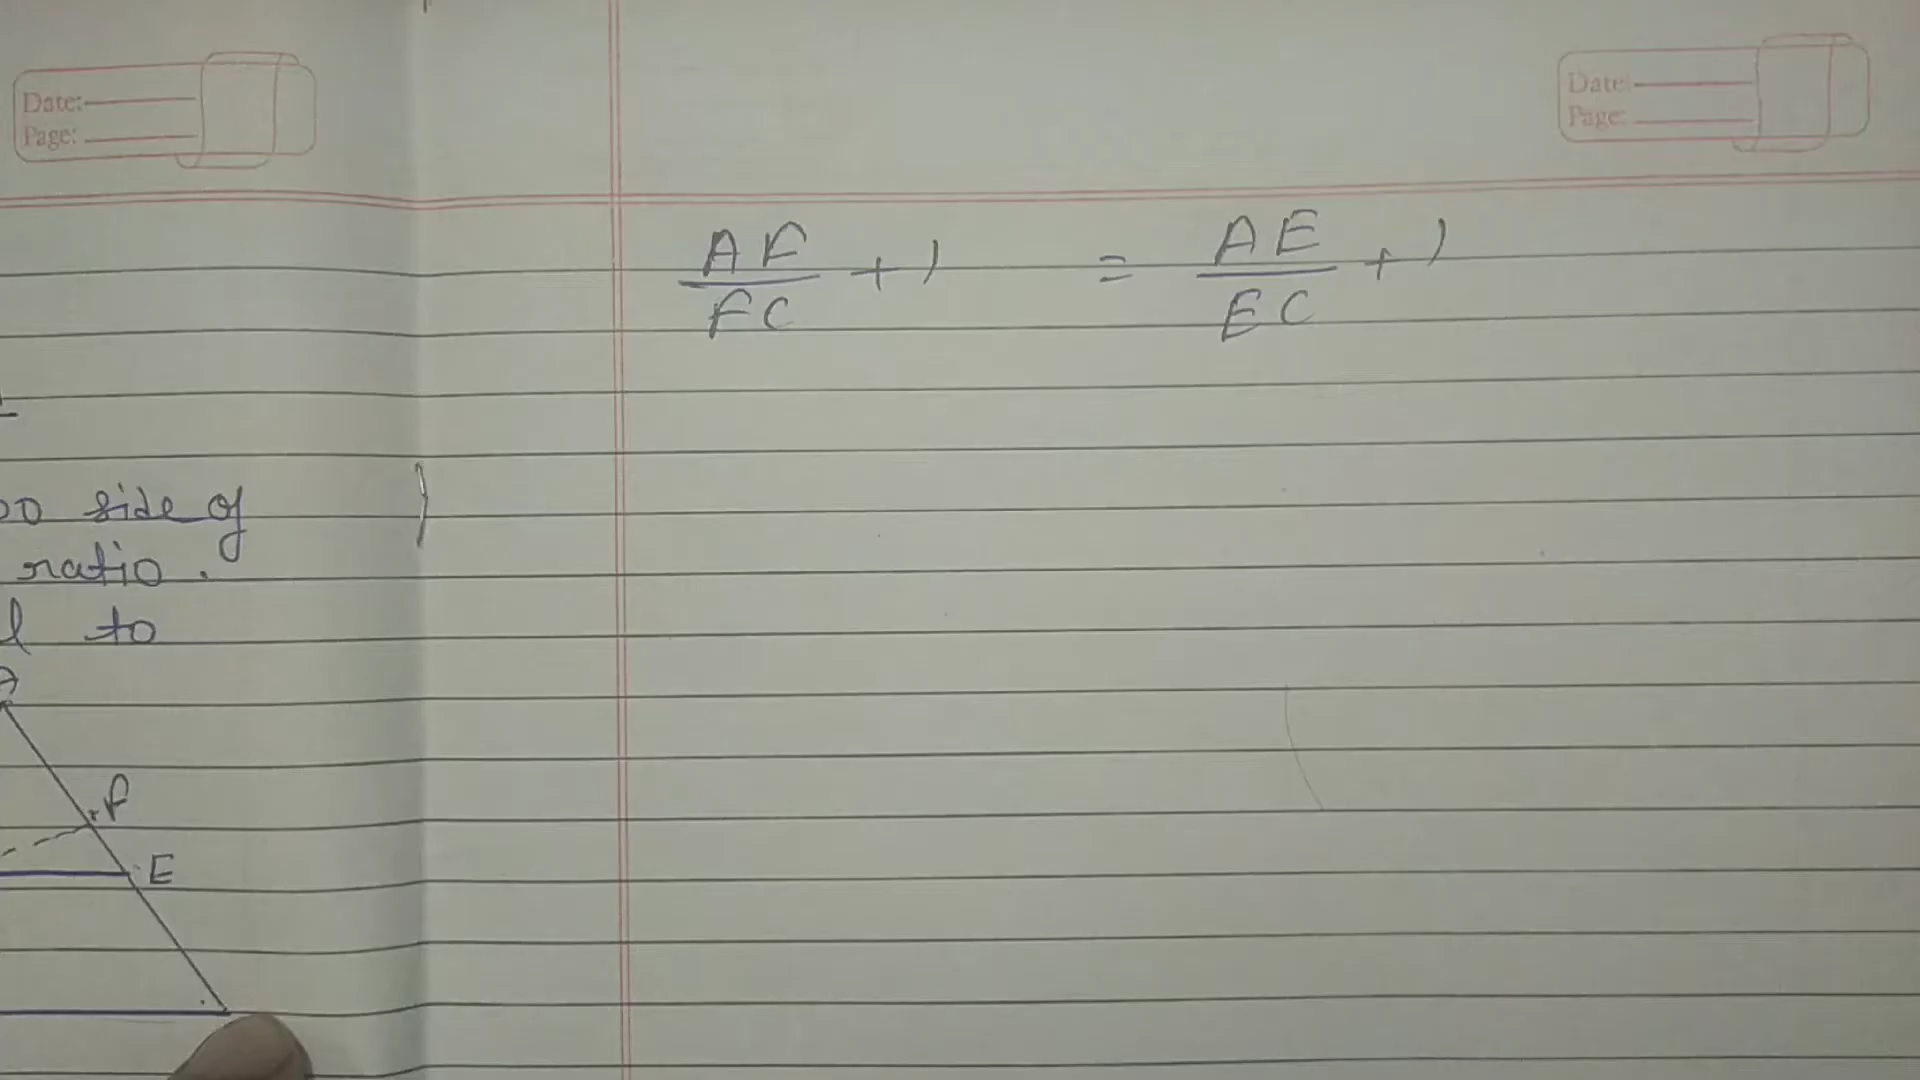 Date:
Page:
Date:
Page:
AF/FC + 1 = AE/EC + 1
side of
ratio.
to
A
F
E